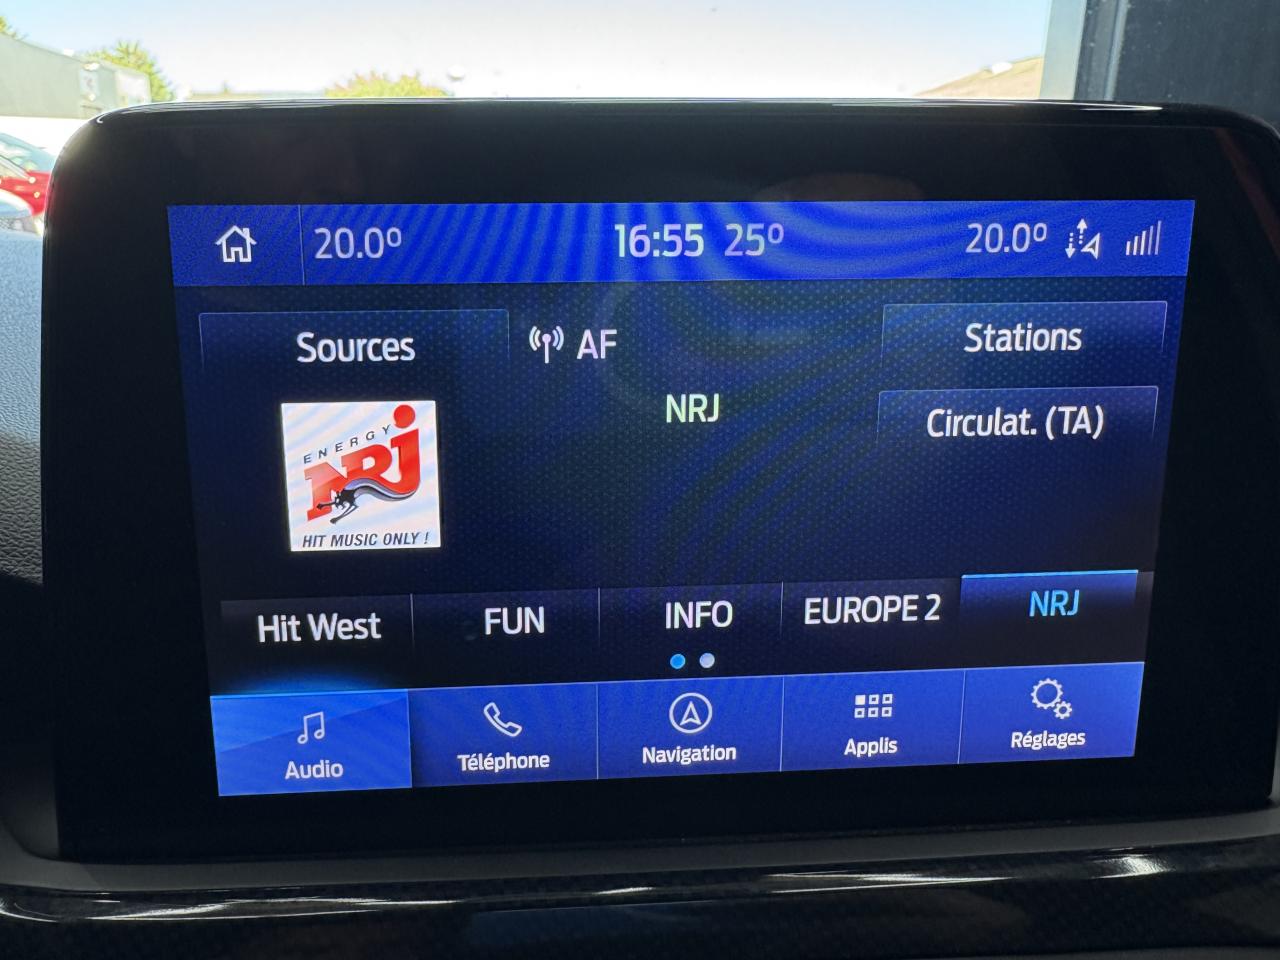 20.0º 16:55 25º 20.0º
Sources AF Stations
NRJ
Circulat. (TA)
ENERGY
NRJ
HIT MUSIC ONLY !
Hit West FUN INFO EUROPE 2 NRJ
Audio Téléphone Navigation Applis Réglages